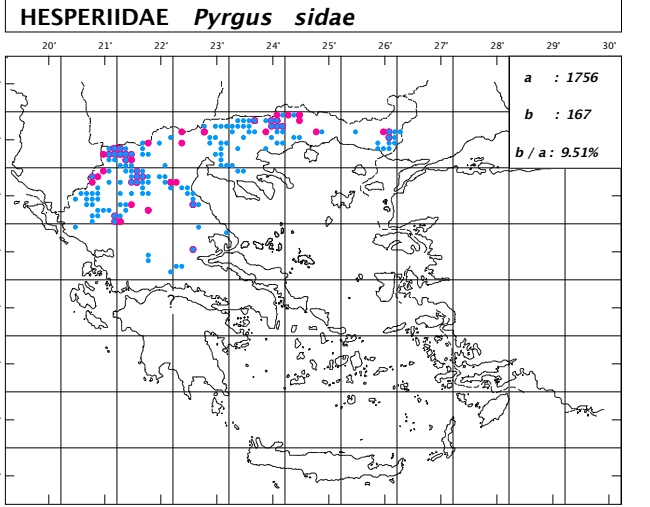 HESPERIIDAE Pyrgus sidae
20° 21° 22° 23° 24° 25° 26° 27° 28° 29° 30°
a : 1756
b : 167
b / a : 9.51%
?